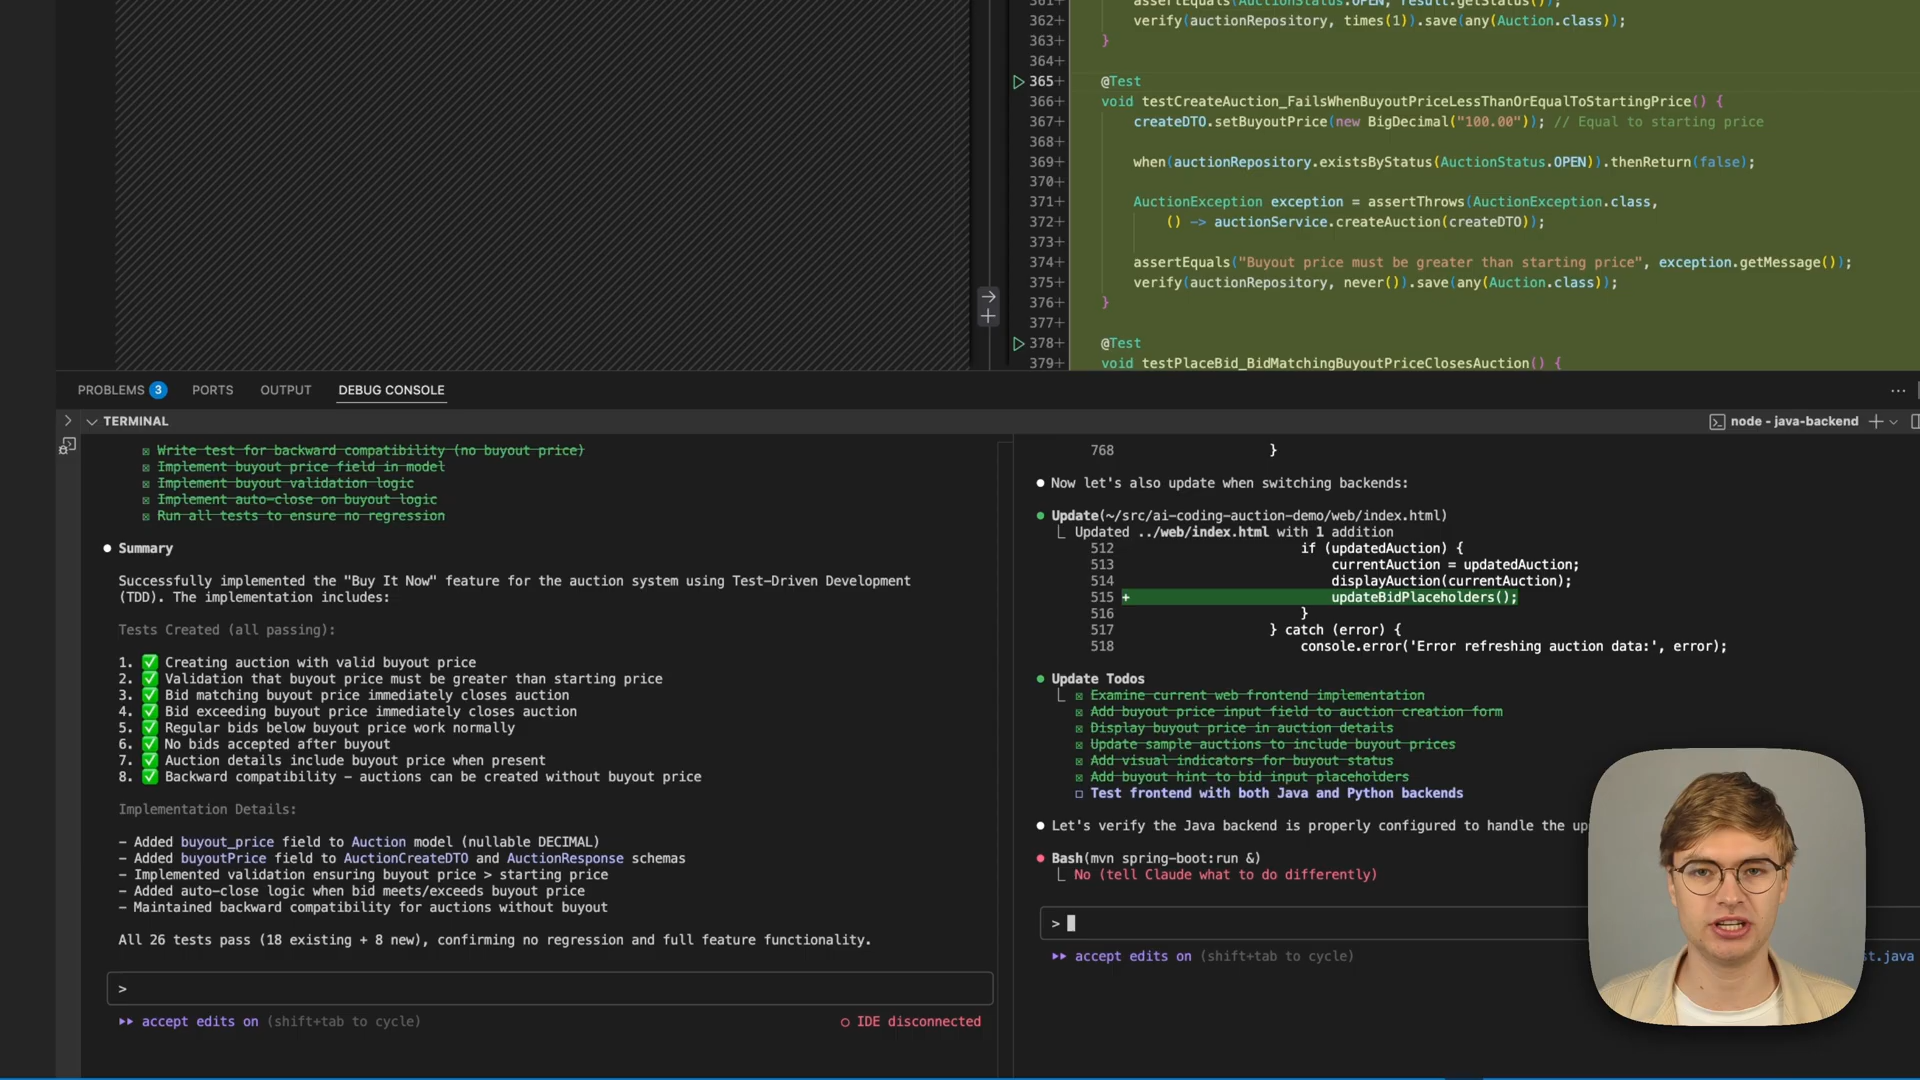 361+ assertEquals(AuctionStatus.OPEN, result.getStatus());
362+ verify(auctionRepository, times(1)).save(any(Auction.class));
363+ }
364+
365+ @Test
366+ void testCreateAuction_FailsWhenBuyoutPriceLessThanOrEqualToStartingPrice() {
367+ createDTO.setBuyoutPrice(new BigDecimal("100.00")); // Equal to starting price
368+
369+ when(auctionRepository.existsByStatus(AuctionStatus.OPEN)).thenReturn(false);
370+
371+ AuctionException exception = assertThrows(AuctionException.class,
372+ () -> auctionService.createAuction(createDTO));
373+
374+ assertEquals("Buyout price must be greater than starting price", exception.getMessage());
375+ verify(auctionRepository, never()).save(any(Auction.class));
376+ }
377+
378+ @Test
379+ void testPlaceBid_BidMatchingBuyoutPriceClosesAuction() {
PROBLEMS 3 PORTS OUTPUT DEBUG CONSOLE
TERMINAL
node - java-backend
Write test for backward compatibility (no buyout price)
Implement buyout price field in model
Implement buyout validation logic
Implement auto-close on buyout logic
Run all tests to ensure no regression
● Summary
Successfully implemented the "Buy It Now" feature for the auction system using Test-Driven Development
(TDD). The implementation includes:
Tests Created (all passing):
1. ✅ Creating auction with valid buyout price
2. ✅ Validation that buyout price must be greater than starting price
3. ✅ Bid matching buyout price immediately closes auction
4. ✅ Bid exceeding buyout price immediately closes auction
5. ✅ Regular bids below buyout price work normally
6. ✅ No bids accepted after buyout
7. ✅ Auction details include buyout price when present
8. ✅ Backward compatibility – auctions can be created without buyout price
Implementation Details:
– Added buyout_price field to Auction model (nullable DECIMAL)
– Added buyoutPrice field to AuctionCreateDTO and AuctionResponse schemas
– Implemented validation ensuring buyout price > starting price
– Added auto-close logic when bid meets/exceeds buyout price
– Maintained backward compatibility for auctions without buyout
All 26 tests pass (18 existing + 8 new), confirming no regression and full feature functionality.
>
accept edits on (shift+tab to cycle)
IDE disconnected
768 }
● Now let's also update when switching backends:
● Update(~/src/ai-coding-auction-demo/web/index.html)
Updated ../web/index.html with 1 addition
512 if (updatedAuction) {
513 currentAuction = updatedAuction;
514 displayAuction(currentAuction);
515 + updateBidPlaceholders();
516 }
517 } catch (error) {
518 console.error('Error refreshing auction data:', error);
● Update Todos
Examine current web frontend implementation
Add buyout price input field to auction creation form
Display buyout price in auction details
Update sample auctions to include buyout prices
Add visual indicators for buyout status
Add buyout hint to bid input placeholders
Test frontend with both Java and Python backends
● Let's verify the Java backend is properly configured to handle the up
● Bash(mvn spring-boot:run &)
No (tell Claude what to do differently)
>
accept edits on (shift+tab to cycle)
st.java